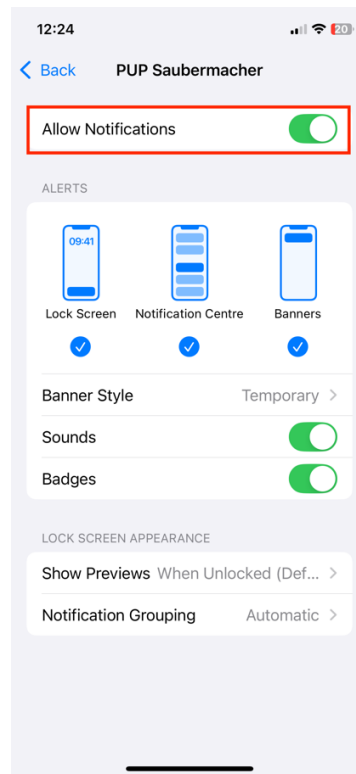 12:24
20
Back PUP Saubermacher
Allow Notifications
ALERTS
09:41
Lock Screen Notification Centre Banners
Banner Style Temporary
Sounds
Badges
LOCK SCREEN APPEARANCE
Show Previews When Unlocked (Def...
Notification Grouping Automatic